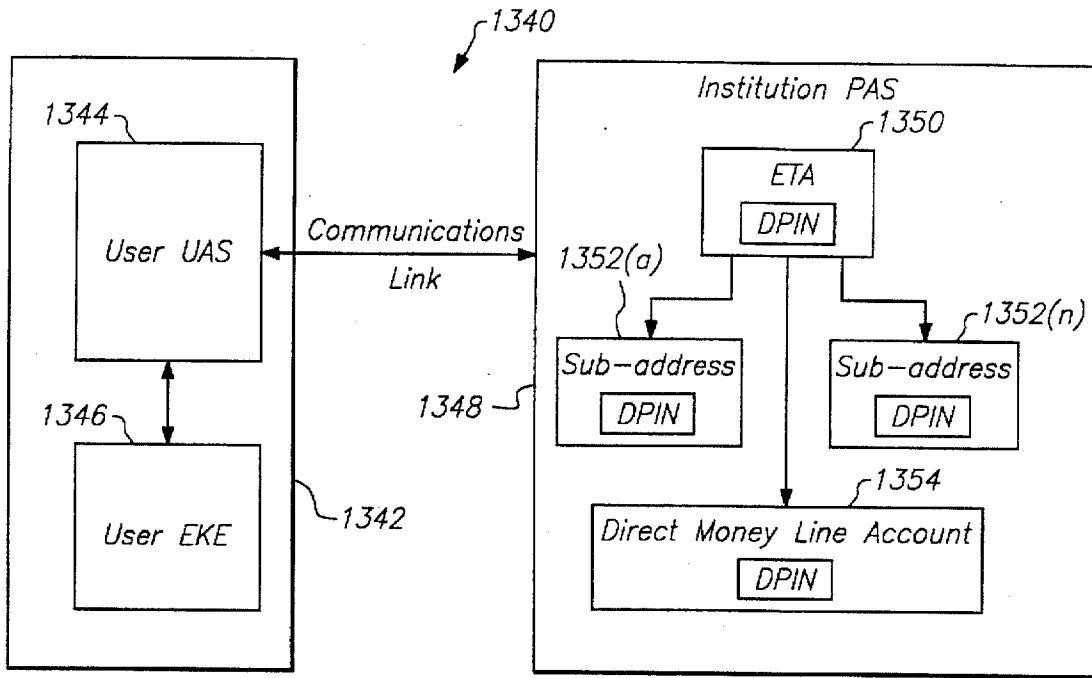 1340
1344
User UAS
1346
User EKE
1342
Communications
Link
Institution PAS
1350
ETA
DPIN
1352(a)
Sub-address
DPIN
1352(n)
Sub-address
DPIN
1348
1354
Direct Money Line Account
DPIN